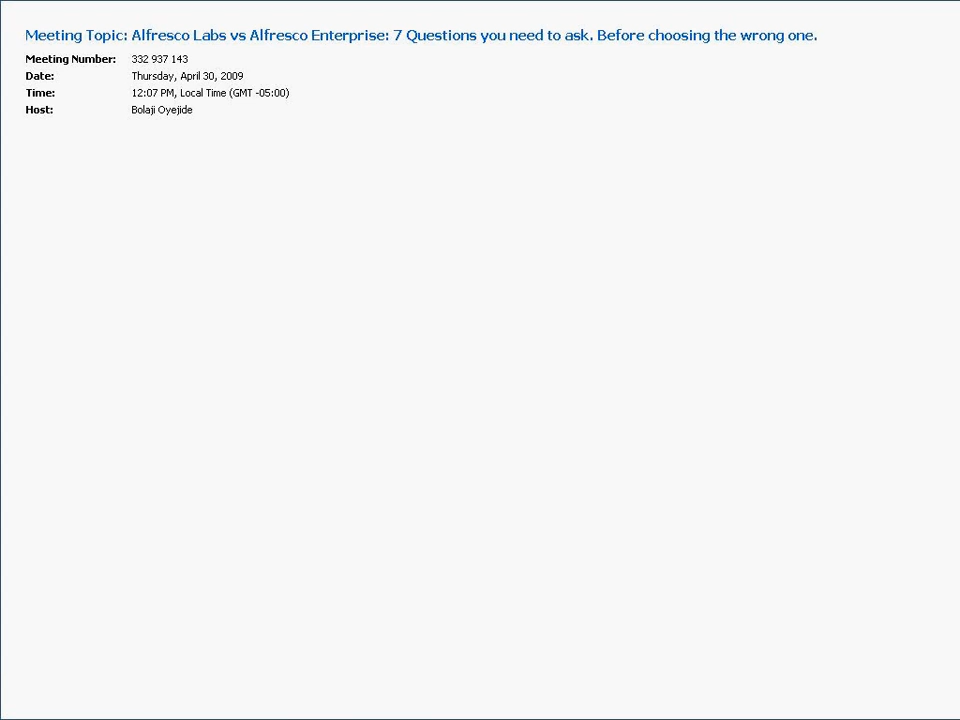 Meeting Topic: Alfresco Labs vs Alfresco Enterprise: 7 Questions you need to ask. Before choosing the wrong one.
Meeting Number: 332 937 143
Date: Thursday, April 30, 2009
Time: 12:07 PM, Local Time (GMT -05:00)
Host: Bolaji Oyejide